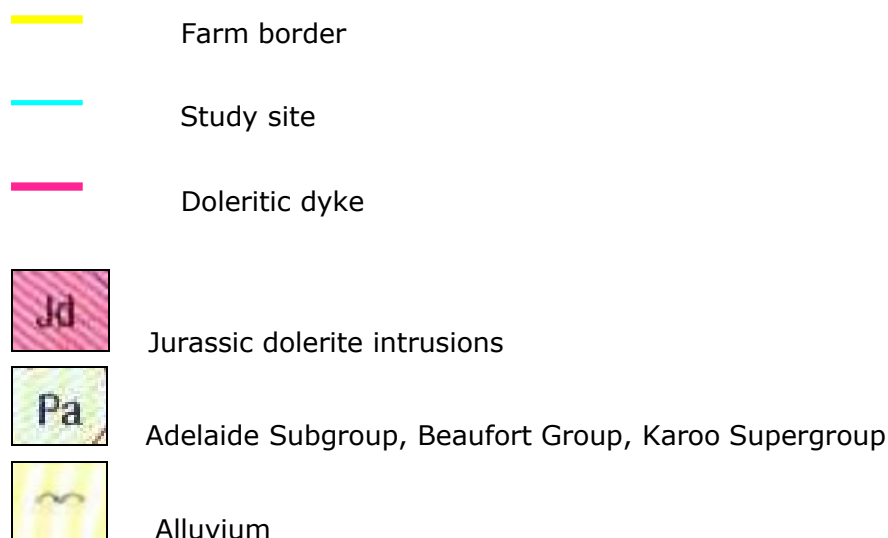 Farm border
Study site
Doleritic dyke
Jd
Jurassic dolerite intrusions
Pa
Adelaide Subgroup, Beaufort Group, Karoo Supergroup
Alluvium